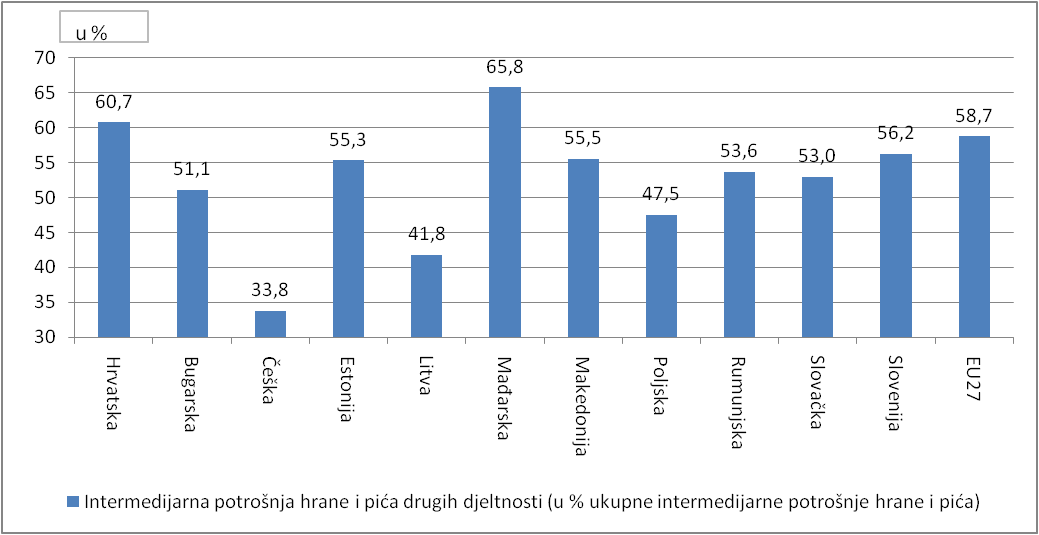 u %
70
65
60
55
50
45
40
35
30
60,7
51,1
33,8
55,3
41,8
65,8
55,5
47,5
53,6
53,0
56,2
58,7
Hrvatska
Bugarska
Češka
Estonija
Litva
Mađarska
Makedonija
Poljska
Rumunjska
Slovačka
Slovenija
EU27
Intermedijarna potrošnja hrane i pića drugih djeltnosti (u % ukupne intermedijarne potrošnje hrane i pića)